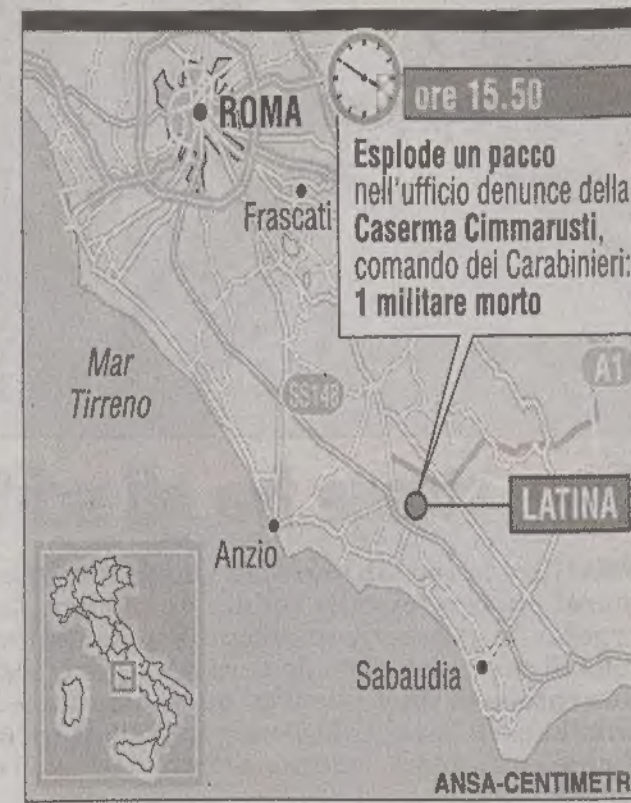 ore 15.50
Esplode un pacco
nell'ufficio denunce della
Caserma Cimmarusti,
comando dei Carabinieri:
1 militare morto
ROMA
Frascati
Mar
Tirreno
SS148
A1
LATINA
Anzio
Sabaudia
ANSA-CENTIMETR